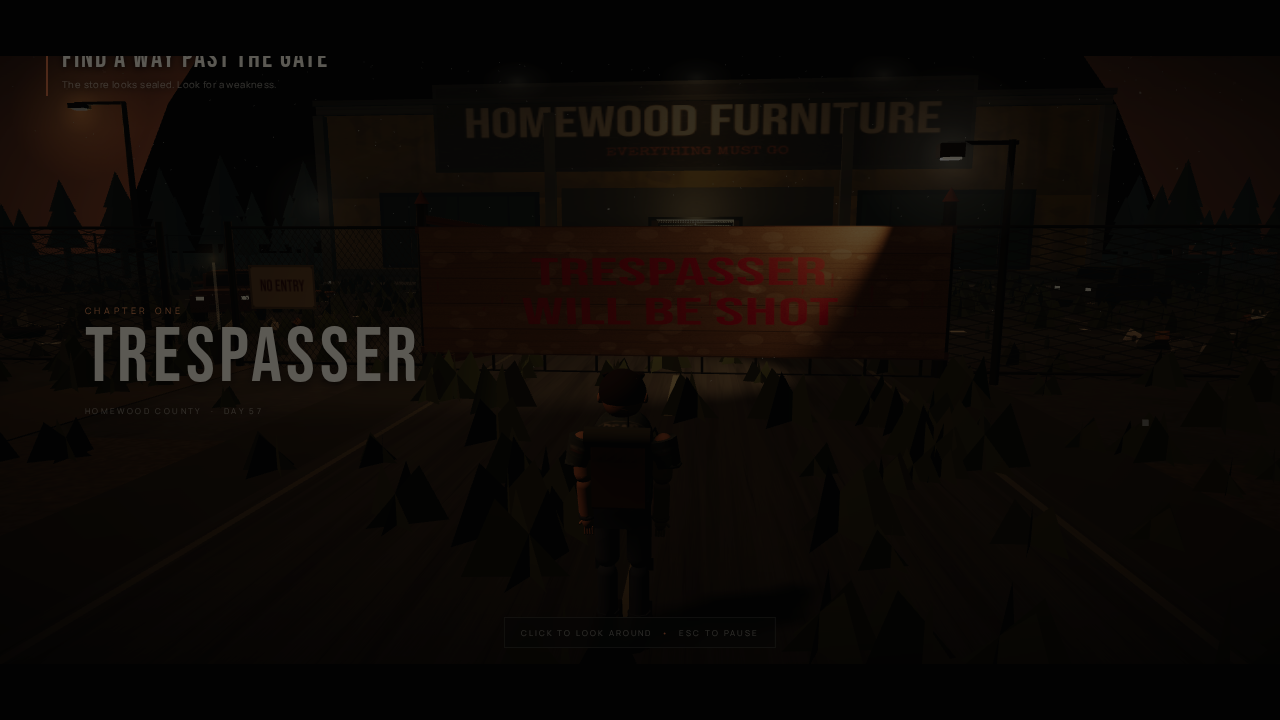 FIND A WAY PAST THE GATE
The store looks sealed. Look for a weakness.
HOMEWOOD FURNITURE
EVERYTHING MUST GO
TRESPASSER
WILL BE SHOT
NO ENTRY
CHAPTER ONE
TRESPASSER
HOMEWOOD COUNTY • DAY 57
CLICK TO LOOK AROUND • ESC TO PAUSE